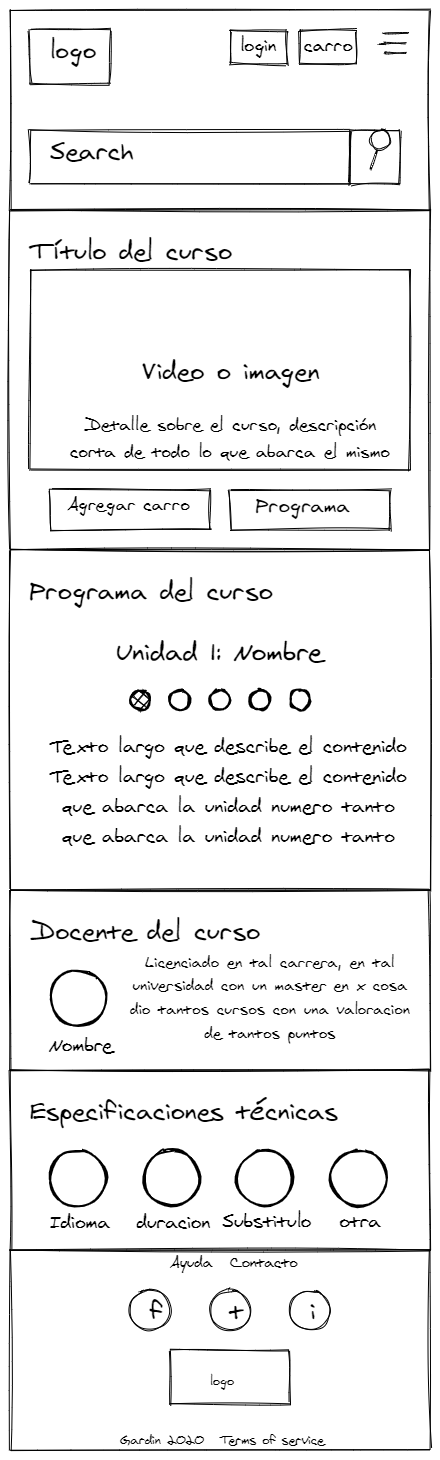 logo
login
carro
Search
Título del curso
Video o imagen
Detalle sobre el curso, descripción
corta de todo lo que abarca el mismo
Agregar carro
Programa
Programa del curso
Unidad 1: Nombre
Texto largo que describe el contenido
Texto largo que describe el contenido
que abarca la unidad numero tanto
que abarca la unidad numero tanto
Docente del curso
Licenciado en tal carrera, en tal
universidad con un master en x cosa
dio tantos cursos con una valoracion
de tantos puntos
Nombre
Especificaciones técnicas
Idioma
duracion
Substitulo
otra
Ayuda Contacto
f
t
i
logo
Gardin 2020 Terms of service